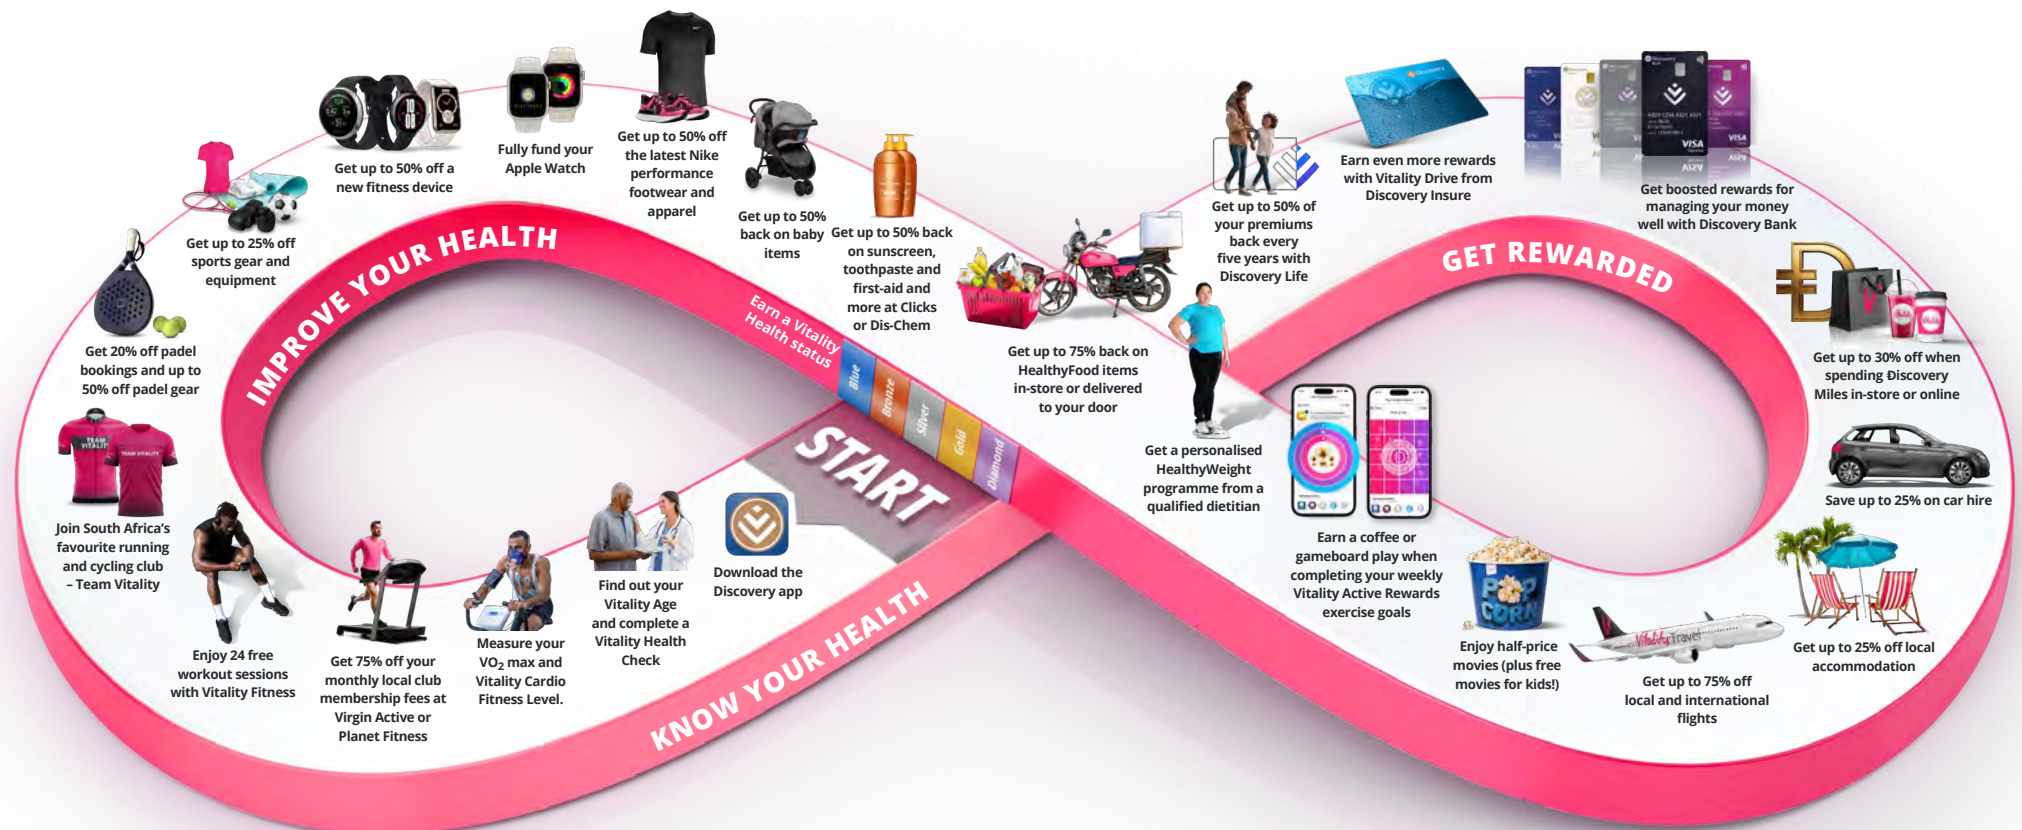 START
KNOW YOUR HEALTH
Download the
Discovery app
Find out your
Vitality Age
and complete a
Vitality Health
Check
Measure your
VO2 max and
Vitality Cardio
Fitness Level.
Get 75% off your
monthly local club
membership fees at
Virgin Active or
Planet Fitness
Enjoy 24 free
workout sessions
with Vitality Fitness
TEAM
VITALITY
TEAM VITALITY
Join South Africa's
favourite running
and cycling club
– Team Vitality
Get 20% off padel
bookings and up to
50% off padel gear
Get up to 25% off
sports gear and
equipment
IMPROVE YOUR HEALTH
Get up to 50% off a
new fitness device
Fully fund your
Apple Watch
Get up to 50% off
the latest Nike
performance
footwear and
apparel
Get up to 50%
back on baby
items
Get up to 50% back
on sunscreen,
toothpaste and
first-aid and
more at Clicks
or Dis-Chem
Earn a Vitality
Health status
Blue
Bronze
Silver
Gold
Diamond
Get up to 75% back on
HealthyFood items
in-store or delivered
to your door
Get a personalised
HealthyWeight
programme from a
qualified dietitian
Earn a coffee or
gameboard play when
completing your weekly
Vitality Active Rewards
exercise goals
POP
CORN
Enjoy half-price
movies (plus free
movies for kids!)
Vitality Travel
Get up to 75% off
local and international
flights
Get up to 25% off local
accommodation
Save up to 25% on car hire
Get up to 30% off when
spending Ðiscovery
Miles in-store or online
GET REWARDED
Discovery
VISA
VISA
Get boosted rewards for
managing your money
well with Discovery Bank
Earn even more rewards
with Vitality Drive from
Discovery Insure
Get up to 50% of
your premiums
back every
five years with
Discovery Life